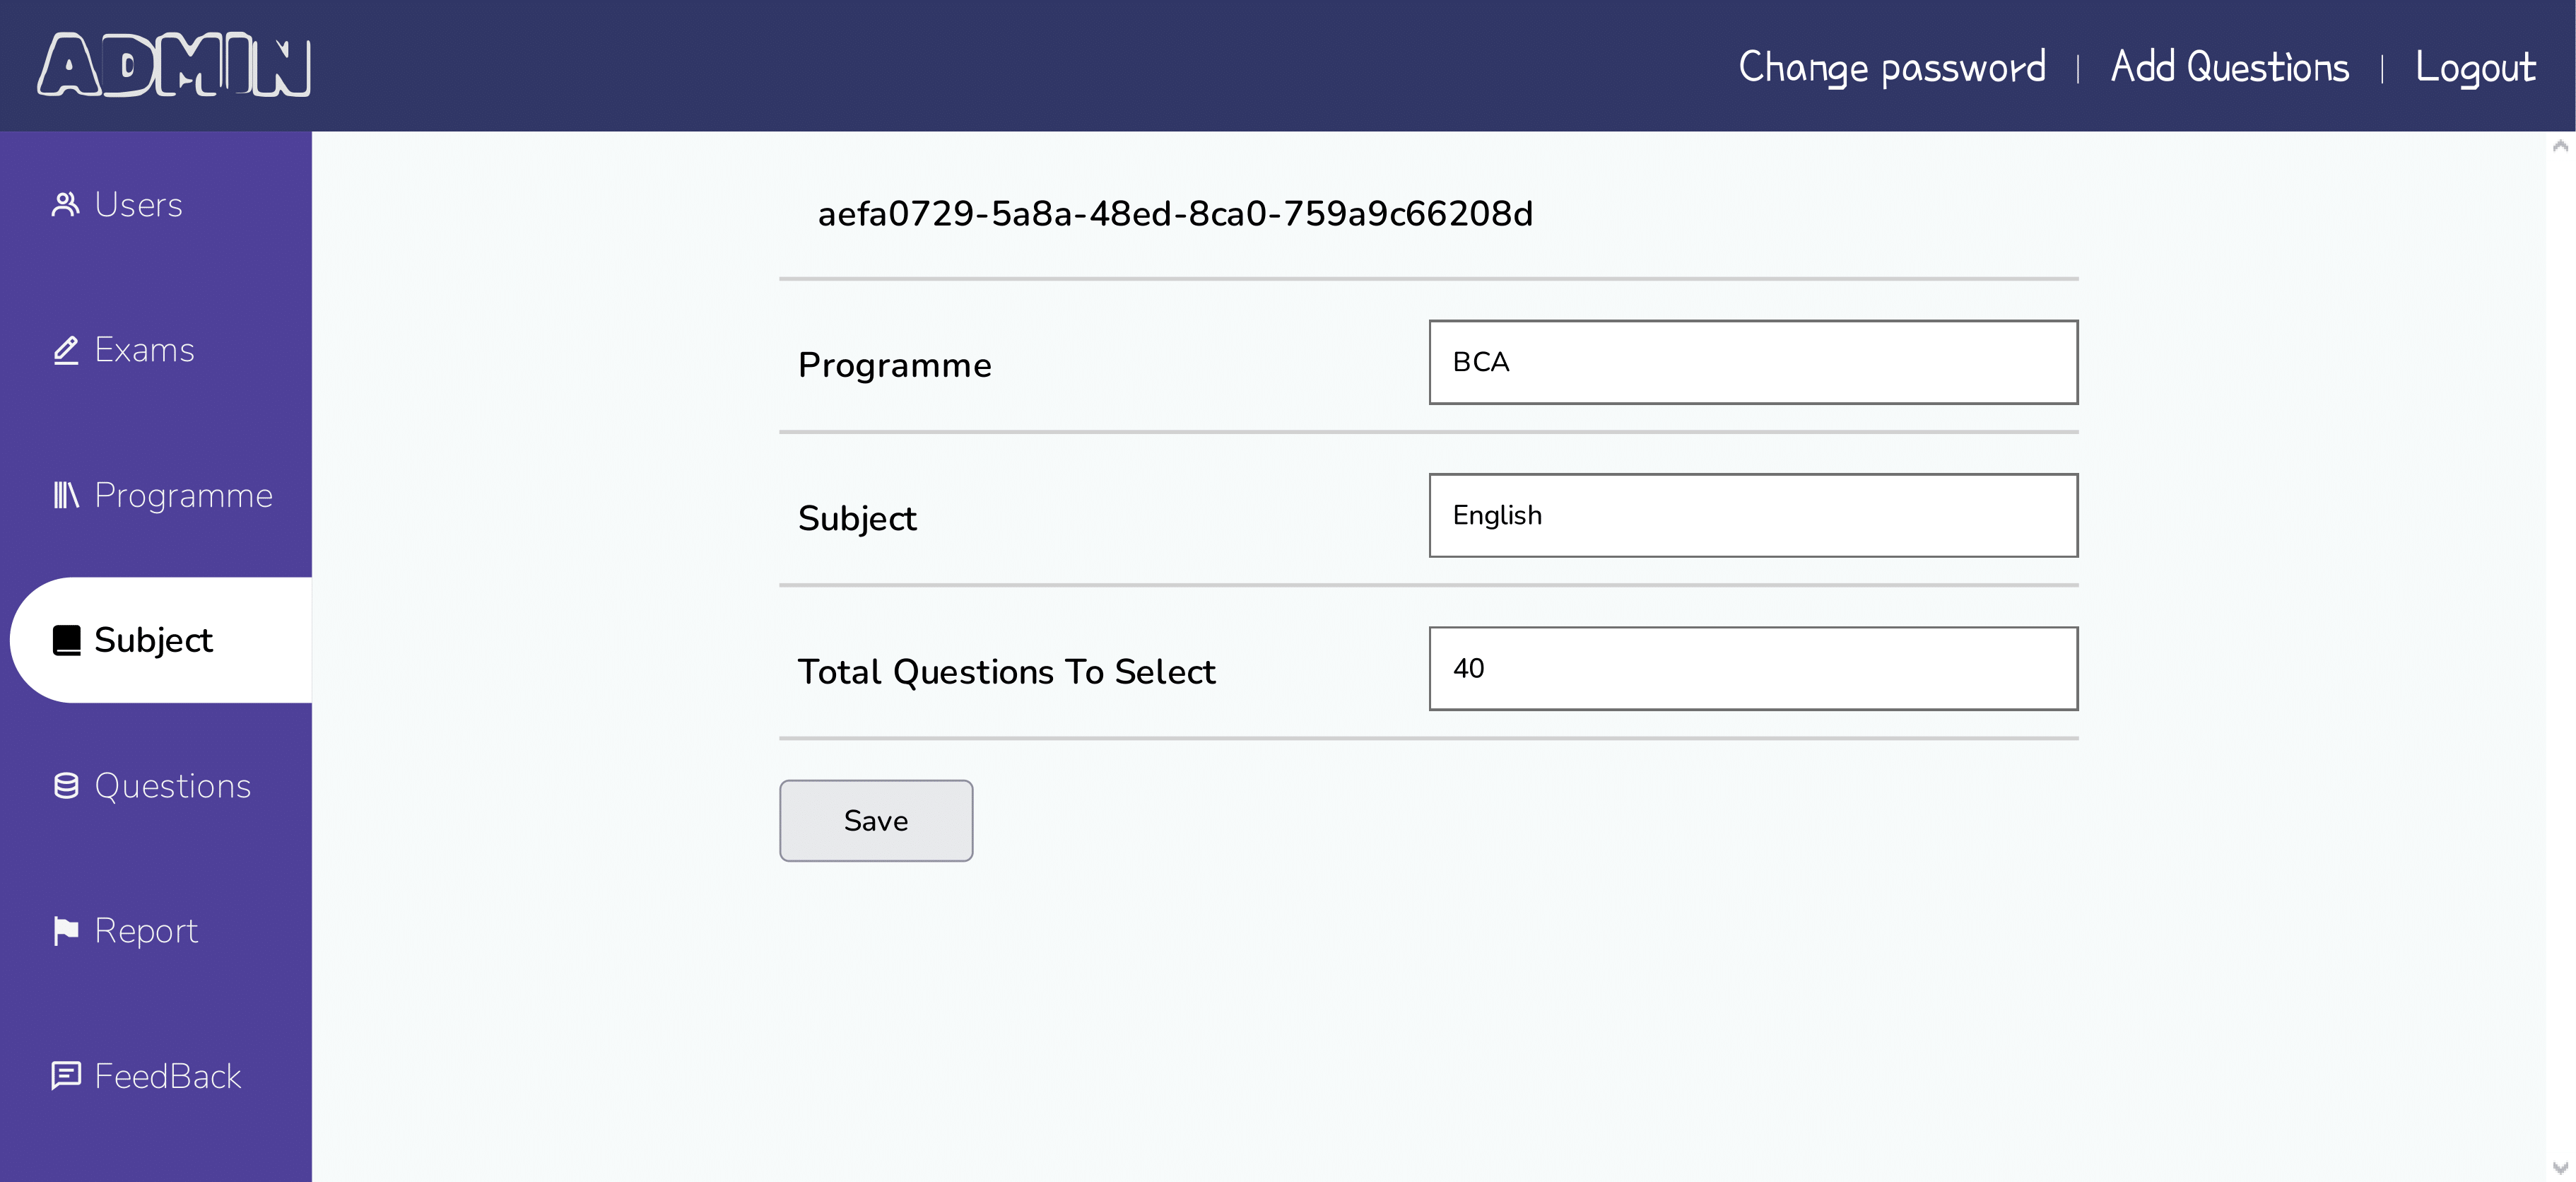 ADMIN
Change password | Add Questions | Logout
Users
Exams
Programme
Subject
Questions
Report
FeedBack
aefa0729-5a8a-48ed-8ca0-759a9c66208d
Programme BCA
Subject English
Total Questions To Select 40
Save